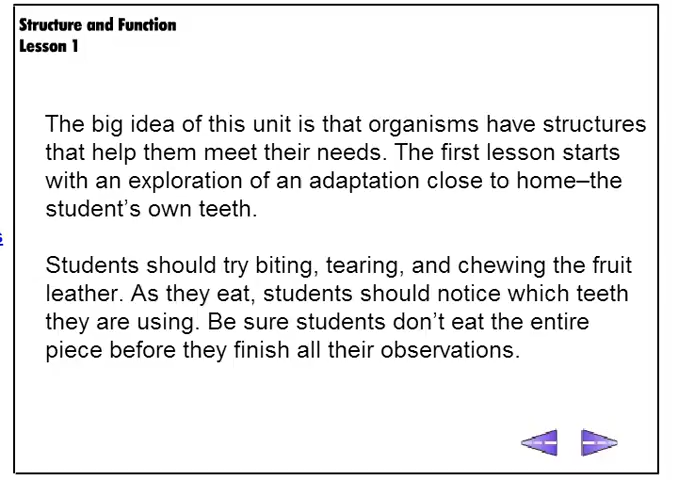 Structure and Function
Lesson 1
The big idea of this unit is that organisms have structures
that help them meet their needs. The first lesson starts
with an exploration of an adaptation close to home–the
student’s own teeth.
Students should try biting, tearing, and chewing the fruit
leather. As they eat, students should notice which teeth
they are using. Be sure students don’t eat the entire
piece before they finish all their observations.